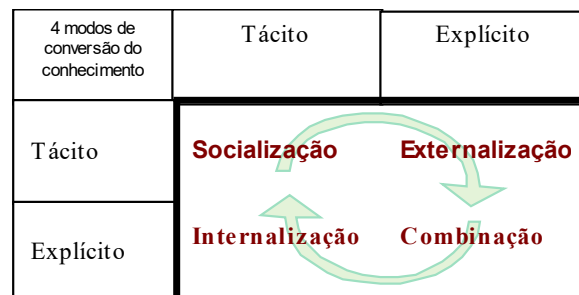 4 modos de
conversão do
conhecimento
Tácito
Explícito
Tácito
Socialização
Externalização
Explícito
Internalização
Combinação